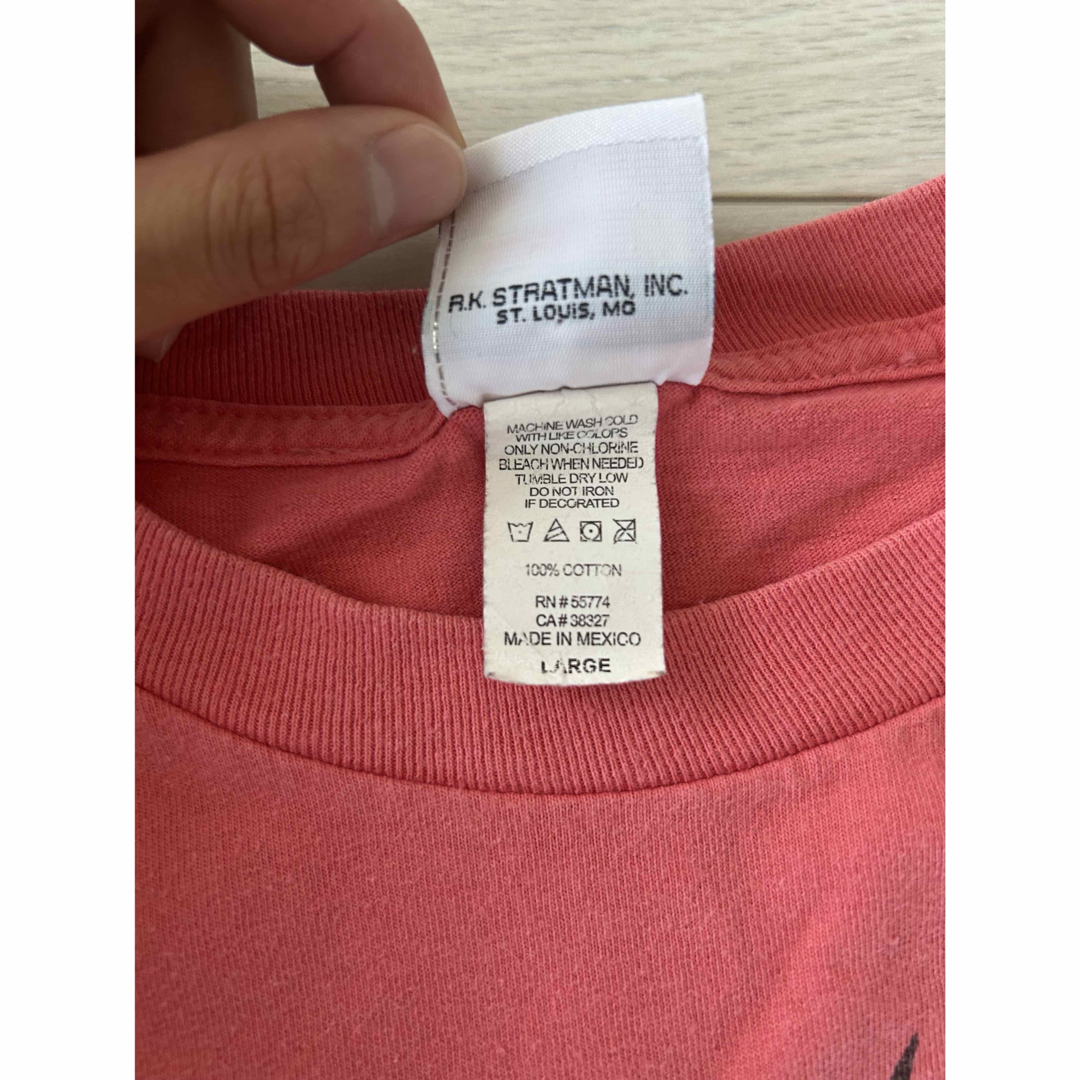 R.K. STRATMAN, INC.
ST. LOUIS, MO
MACHINE WASH COLD
WITH LIKE COLORS
ONLY NON-CHLORINE
BLEACH WHEN NEEDED
TUMBLE DRY LOW
DO NOT IRON
IF DECORATED
100% COTTON
RN # 55774
CA # 38327
MADE IN MEXICO
LARGE